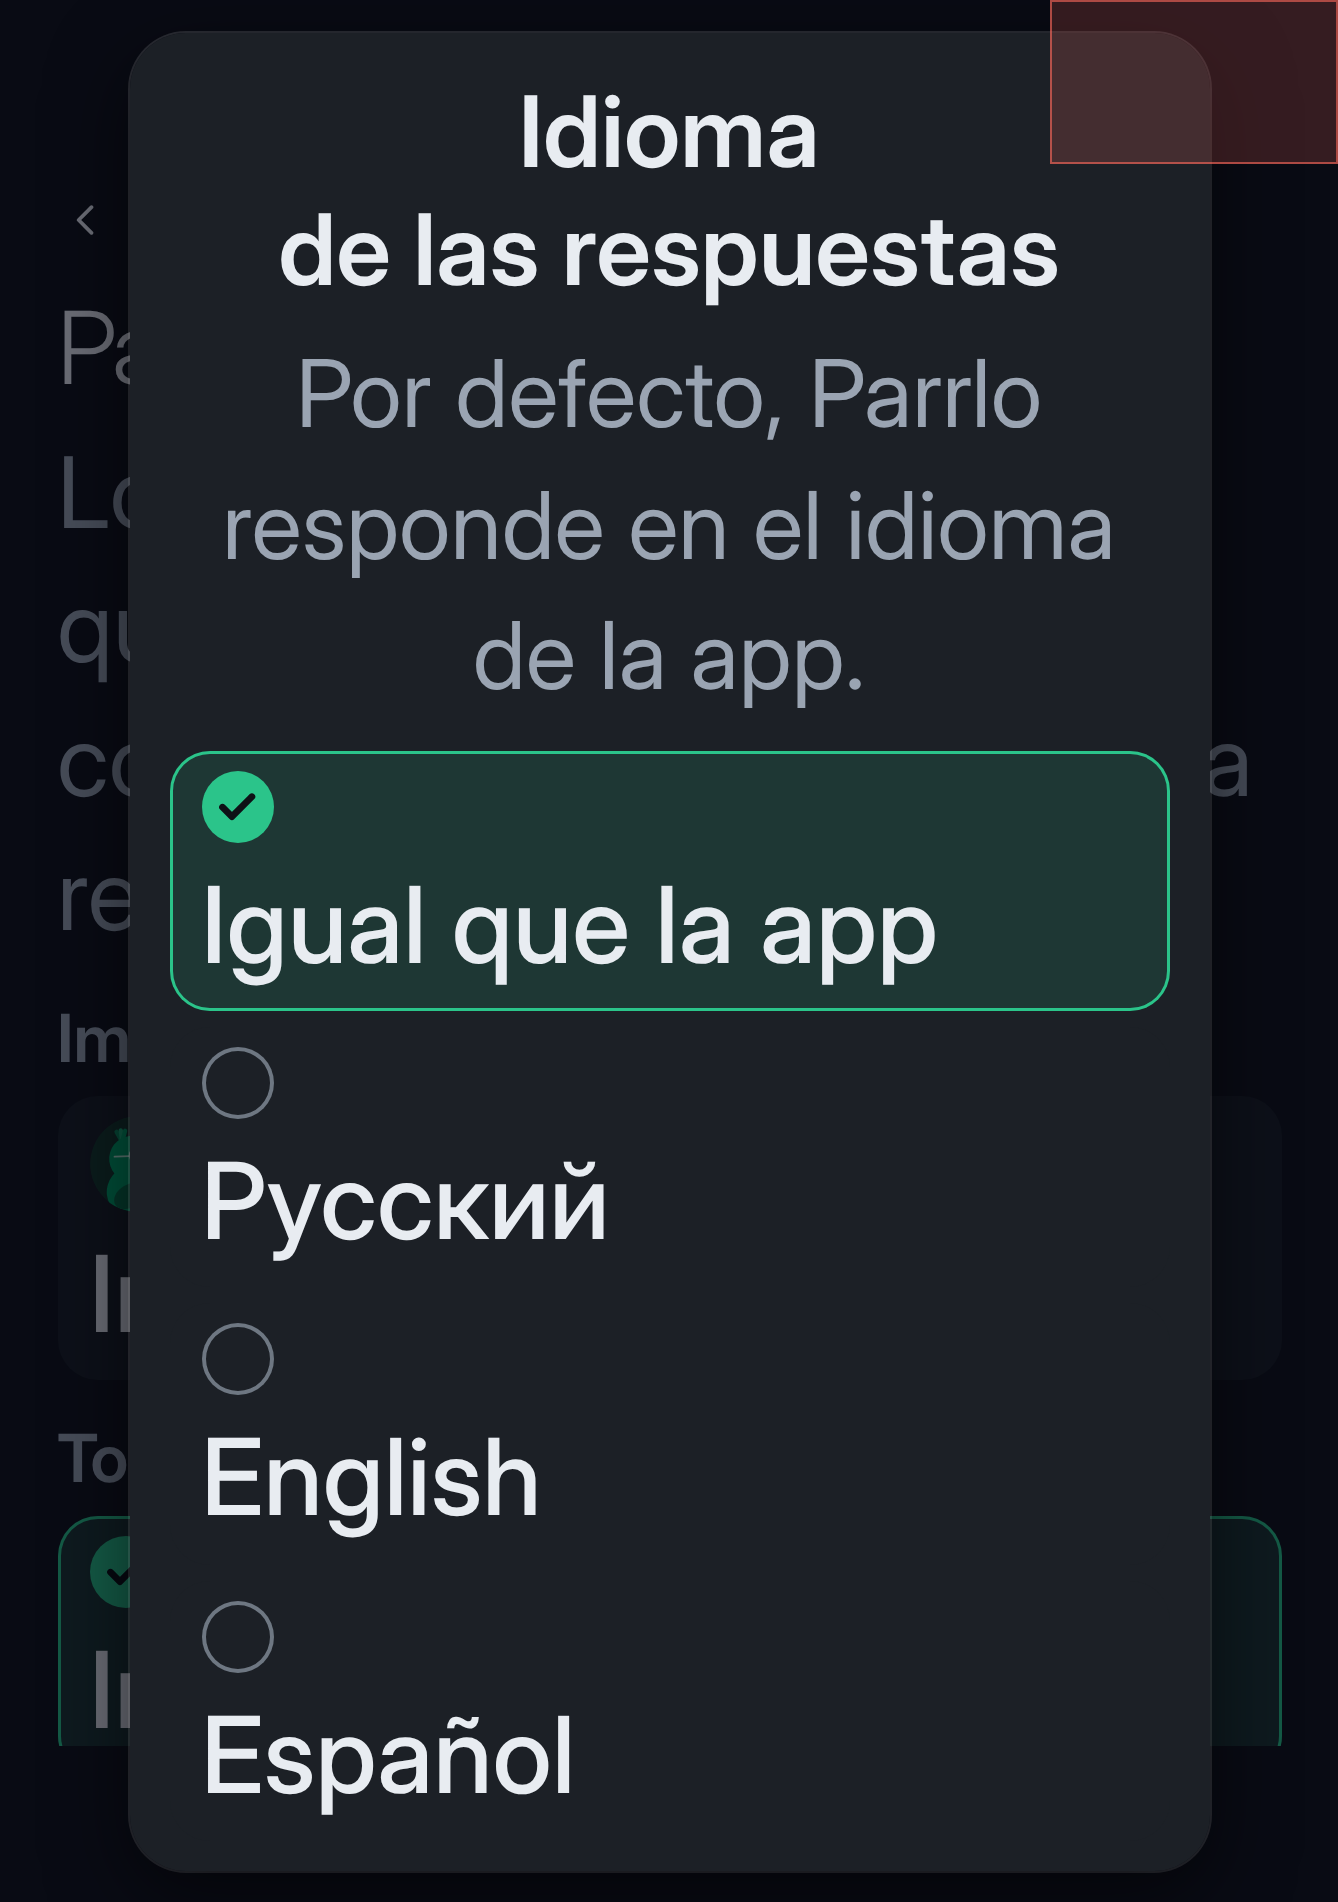 Idioma
de las respuestas
Por defecto, Parrlo
responde en el idioma
de la app.
Igual que la app
Русский
English
Español